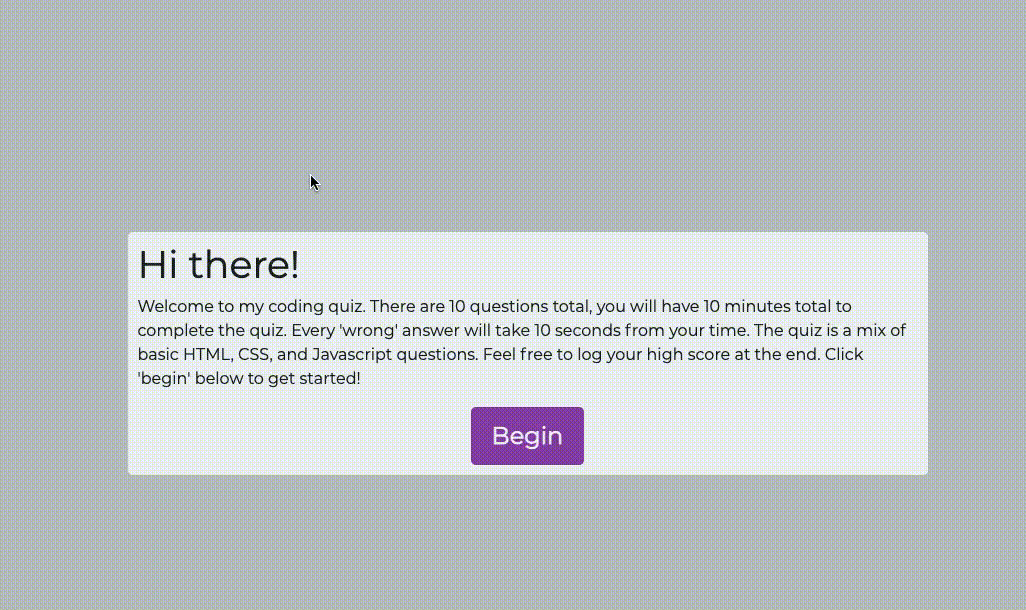 Hi there!
Welcome to my coding quiz. There are 10 questions total, you will have 10 minutes total to
complete the quiz. Every 'wrong' answer will take 10 seconds from your time. The quiz is a mix of
basic HTML, CSS, and Javascript questions. Feel free to log your high score at the end. Click
'begin' below to get started!
Begin